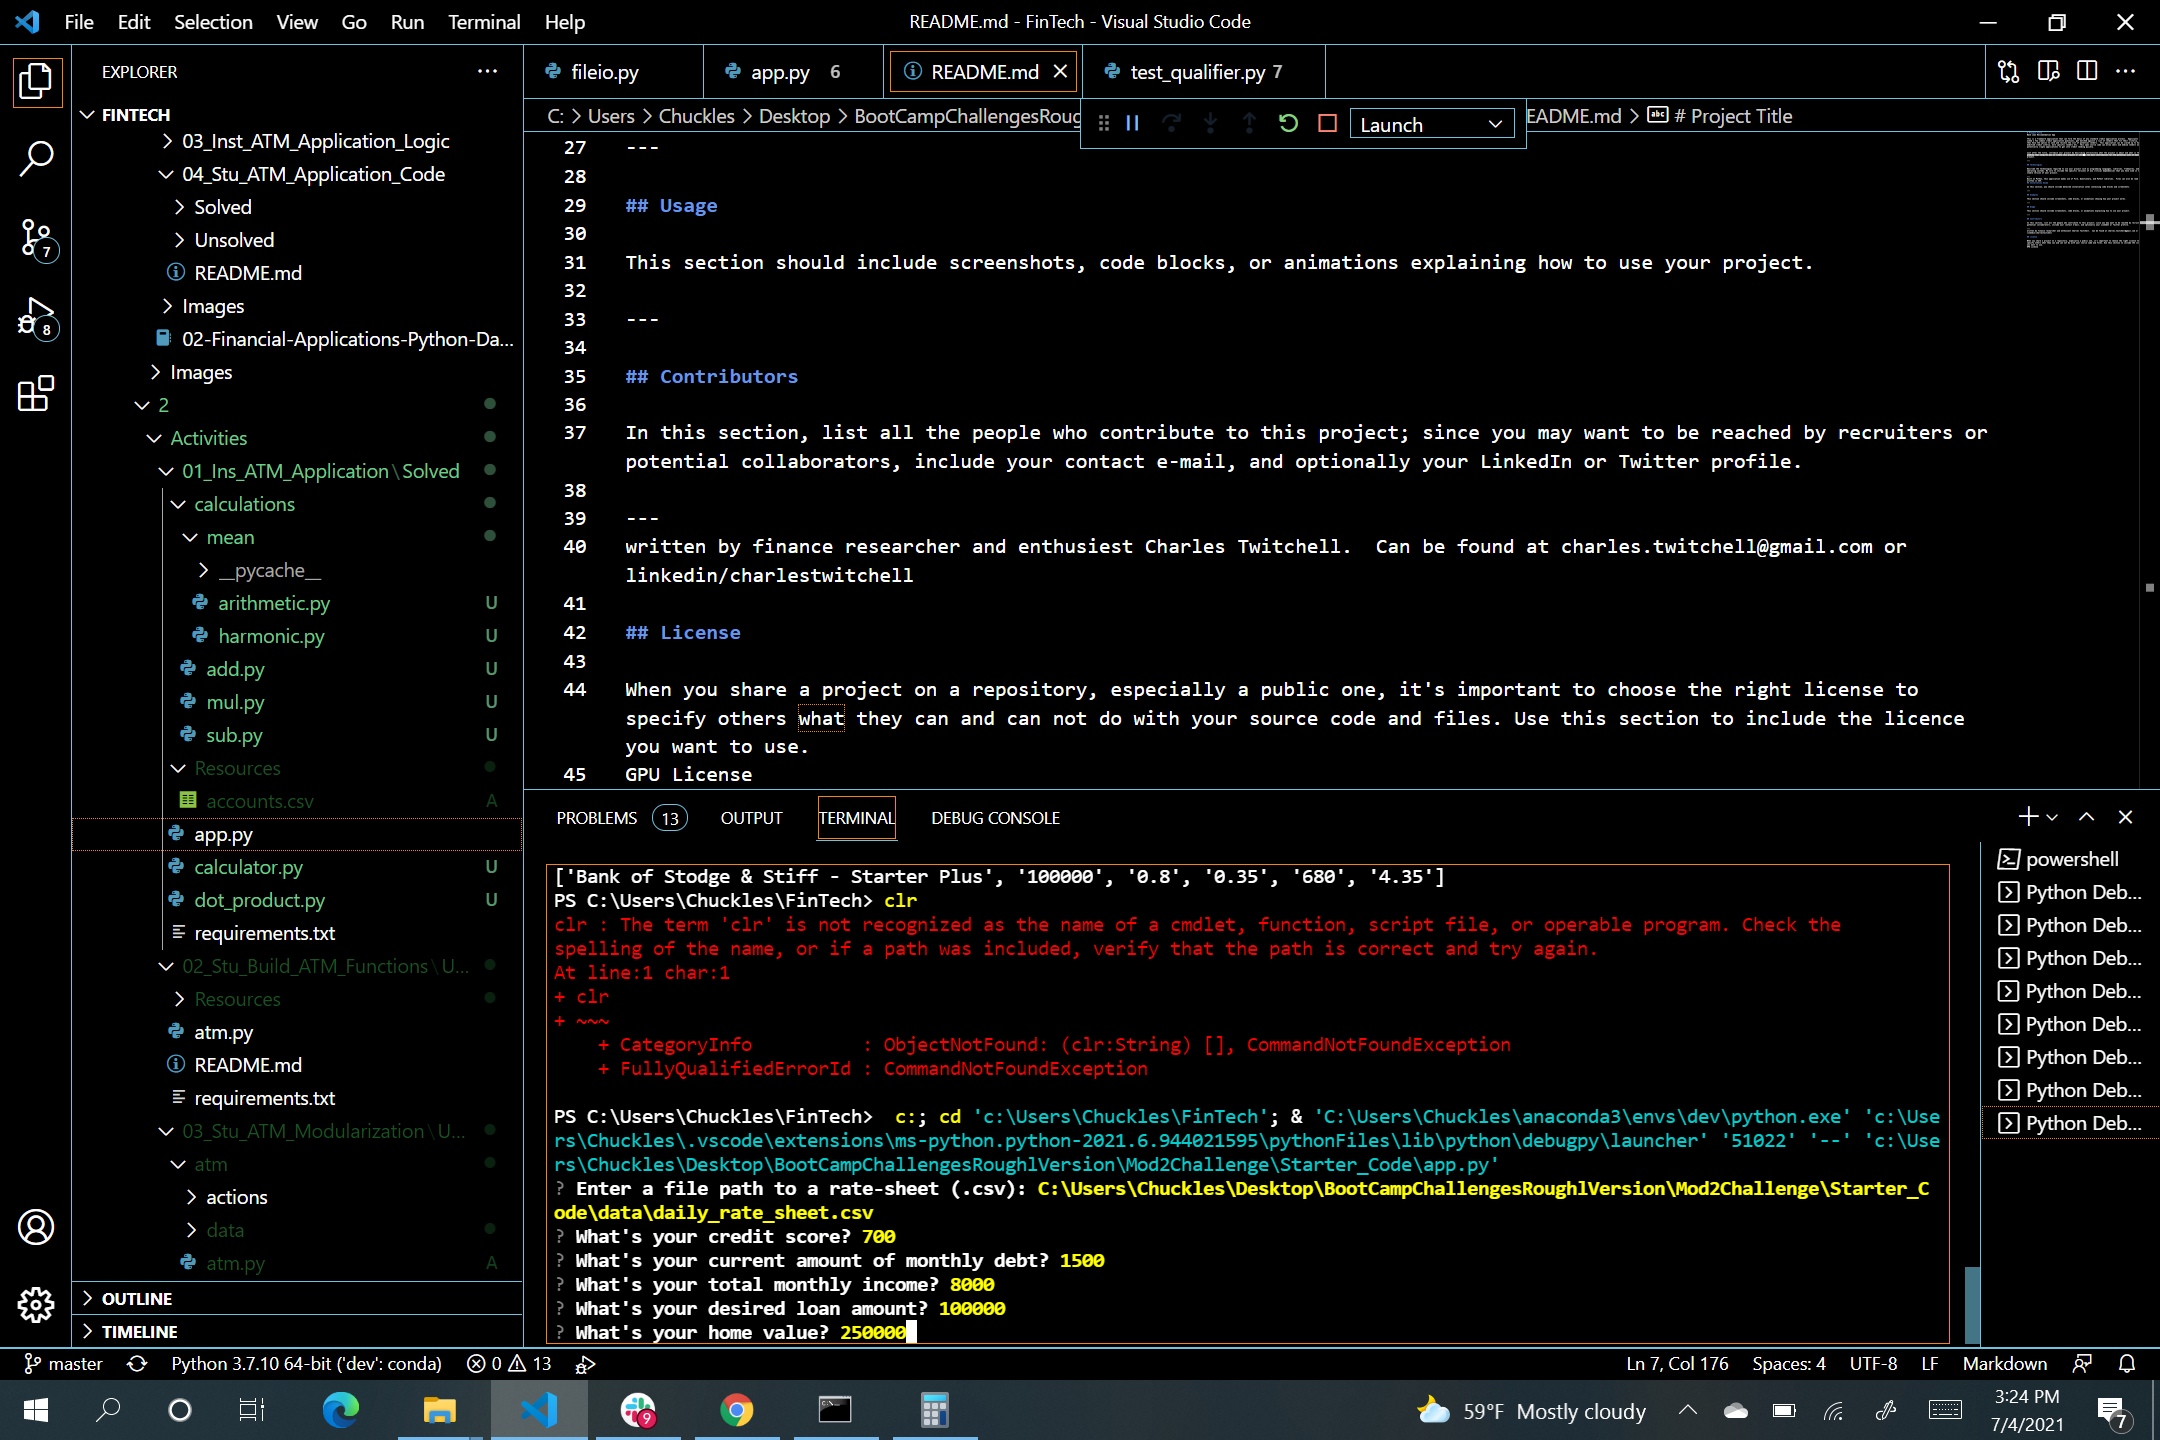 File Edit Selection View Go Run Terminal Help
README.md - FinTech - Visual Studio Code
EXPLORER
FINTECH
03_Inst_ATM_Application_Logic
04_Stu_ATM_Application_Code
Solved
Unsolved
README.md
Images
02-Financial-Applications-Python-Da...
Images
2
Activities
01_Ins_ATM_Application\Solved
calculations
mean
__pycache__
arithmetic.py U
harmonic.py U
add.py U
mul.py U
sub.py U
Resources
accounts.csv A
app.py
calculator.py U
dot_product.py U
requirements.txt
02_Stu_Build_ATM_Functions\U...
Resources
atm.py
README.md
requirements.txt
03_Stu_ATM_Modularization\U...
atm
actions
data
atm.py A
OUTLINE
TIMELINE
7
8
fileio.py
app.py 6
README.md
test_qualifier.py 7
C: > Users > Chuckles > Desktop > BootCampChallengesRoug
Launch
EADME.md > # Project Title
27 ---
28
29 ## Usage
30
31 This section should include screenshots, code blocks, or animations explaining how to use your project.
32
33 ---
34
35 ## Contributors
36
37 In this section, list all the people who contribute to this project; since you may want to be reached by recruiters or
potential collaborators, include your contact e-mail, and optionally your LinkedIn or Twitter profile.
38
39 ---
40 written by finance researcher and enthusiast Charles Twitchell.  Can be found at charles.twitchell@gmail.com or
linkedin/charlestwitchell
41
42 ## License
43
44 When you share a project on a repository, especially a public one, it's important to choose the right license to
specify others what they can and can not do with your source code and files. Use this section to include the licence
you want to use.
45 GPU License
PROBLEMS 13 OUTPUT TERMINAL DEBUG CONSOLE
['Bank of Stodge & Stiff - Starter Plus', '100000', '0.8', '0.35', '680', '4.35']
PS C:\Users\Chuckles\FinTech> clr
clr : The term 'clr' is not recognized as the name of a cmdlet, function, script file, or operable program. Check the
spelling of the name, or if a path was included, verify that the path is correct and try again.
At line:1 char:1
+ clr
+ ~~~
+ CategoryInfo          : ObjectNotFound: (clr:String) [], CommandNotFoundException
+ FullyQualifiedErrorId : CommandNotFoundException
PS C:\Users\Chuckles\FinTech>  c:; cd 'c:\Users\Chuckles\FinTech'; & 'C:\Users\Chuckles\anaconda3\envs\dev\python.exe' 'c:\Use
rs\Chuckles\.vscode\extensions\ms-python.python-2021.6.944021595\pythonFiles\lib\python\debugpy\launcher' '51022' '--' 'c:\Use
rs\Chuckles\Desktop\BootCampChallengesRoughlVersion\Mod2Challenge\Starter_Code\app.py'
? Enter a file path to a rate-sheet (.csv): C:\Users\Chuckles\Desktop\BootCampChallengesRoughlVersion\Mod2Challenge\Starter_C
ode\data\daily_rate_sheet.csv
? What's your credit score? 700
? What's your current amount of monthly debt? 1500
? What's your total monthly income? 8000
? What's your desired loan amount? 100000
? What's your home value? 250000
powershell
Python Deb...
Python Deb...
Python Deb...
Python Deb...
Python Deb...
Python Deb...
Python Deb...
Python Deb...
master Python 3.7.10 64-bit ('dev': conda) 0 13
Ln 7, Col 176 Spaces: 4 UTF-8 LF Markdown
9
59°F Mostly cloudy
3:24 PM
7/4/2021
7